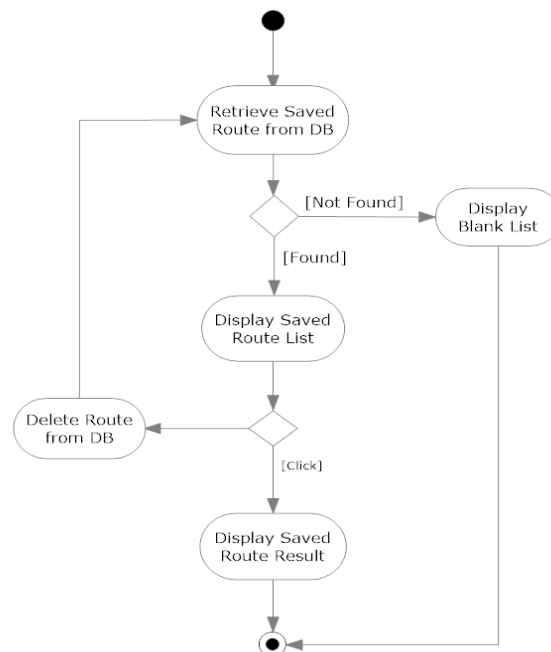 Retrieve Saved
Route from DB
[Not Found]
Display
Blank List
[Found]
Display Saved
Route List
Delete Route
from DB
[Click]
Display Saved
Route Result